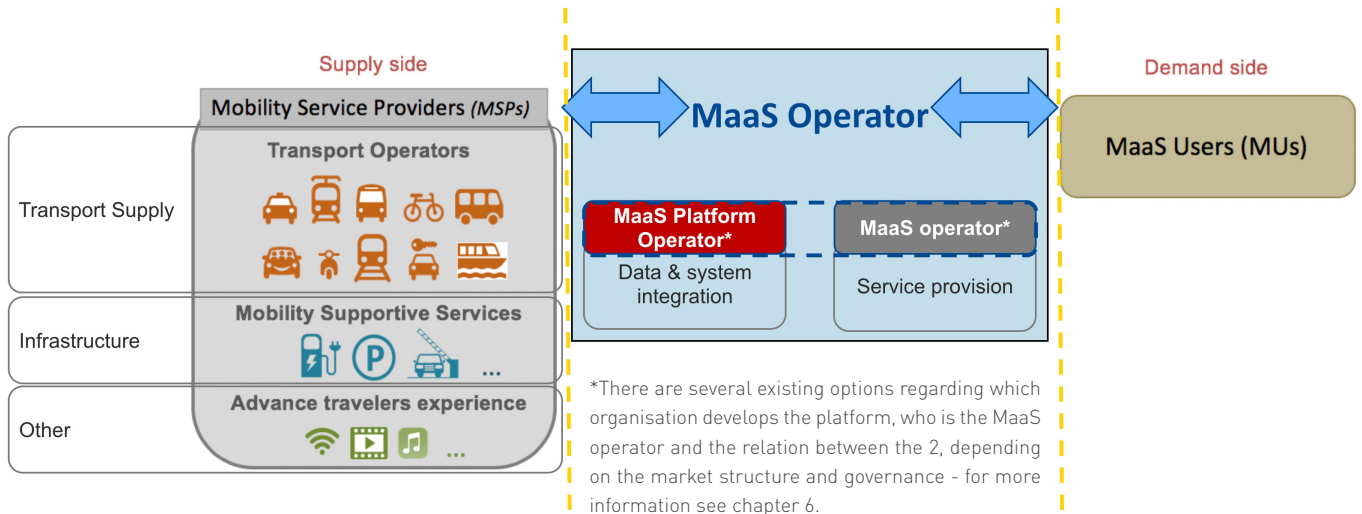 Supply side
Mobility Service Providers (MSPs)
Transport Operators
Transport Supply
Mobility Supportive Services
Infrastructure
P
...
Advance travelers experience
Other
...
MaaS Operator
MaaS Platform
Operator*
Data & system
integration
MaaS operator*
Service provision
*There are several existing options regarding which
organisation develops the platform, who is the MaaS
operator and the relation between the 2, depending
on the market structure and governance - for more
information see chapter 6.
Demand side
MaaS Users (MUs)